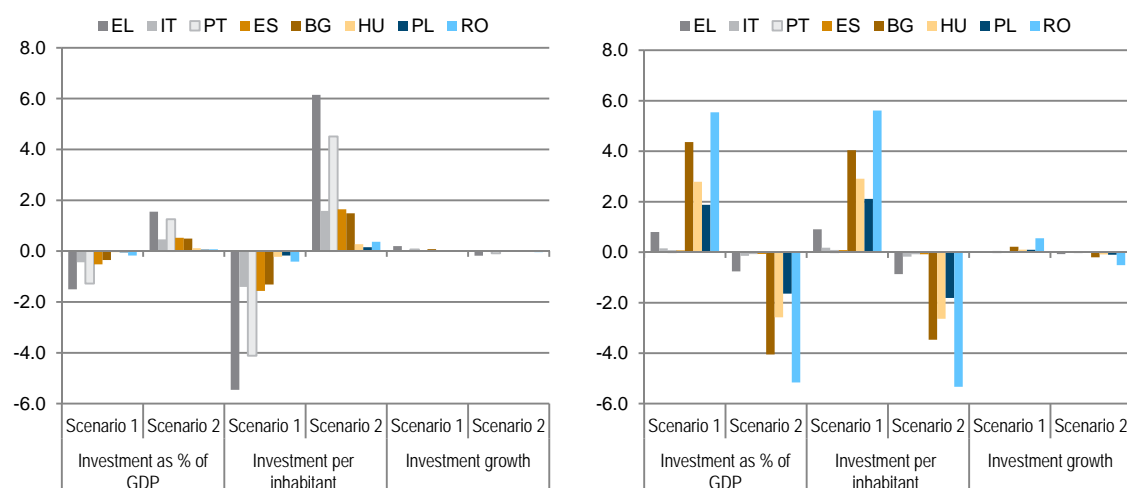 EL IT PT ES BG HU PL RO
8.0
6.0
4.0
2.0
0.0
-2.0
-4.0
-6.0
Scenario 1 Scenario 2 Scenario 1 Scenario 2 Scenario 1 Scenario 2
Investment as % of GDP
Investment per inhabitant
Investment growth
EL IT PT ES BG HU PL RO
8.0
6.0
4.0
2.0
0.0
-2.0
-4.0
-6.0
Scenario 1 Scenario 2 Scenario 1 Scenario 2 Scenario 1 Scenario 2
Investment as % of GDP
Investment per inhabitant
Investment growth